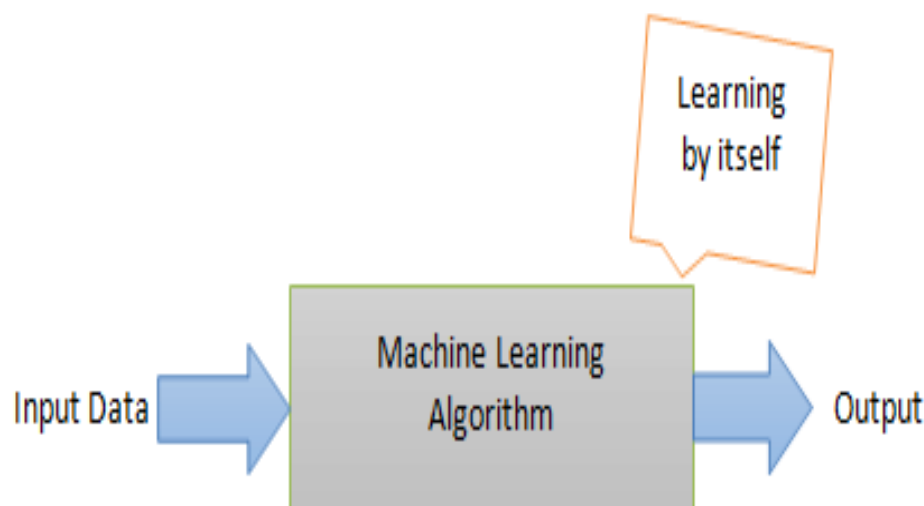 Learning
by itself
Machine Learning
Algorithm
Input Data
Output